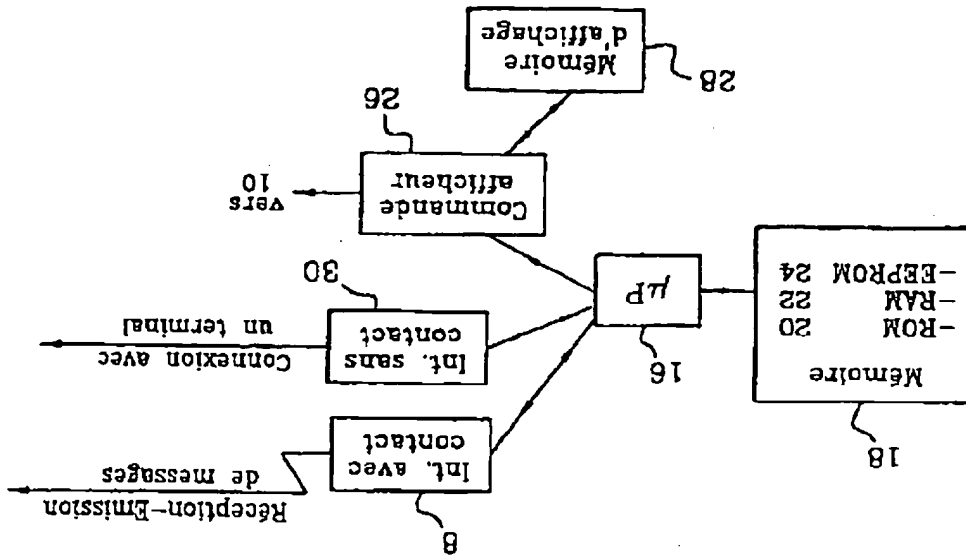 18
Mémoire
-ROM 20
-RAM 22
-EEPROM 24
16
µP
8
Int. avec
contact
Réception-Emission
de messages
Int. sans
contact
30
Connexion avec
un terminal
Commande
afficheur
26
vers
10
28
Mémoire
d'affichage